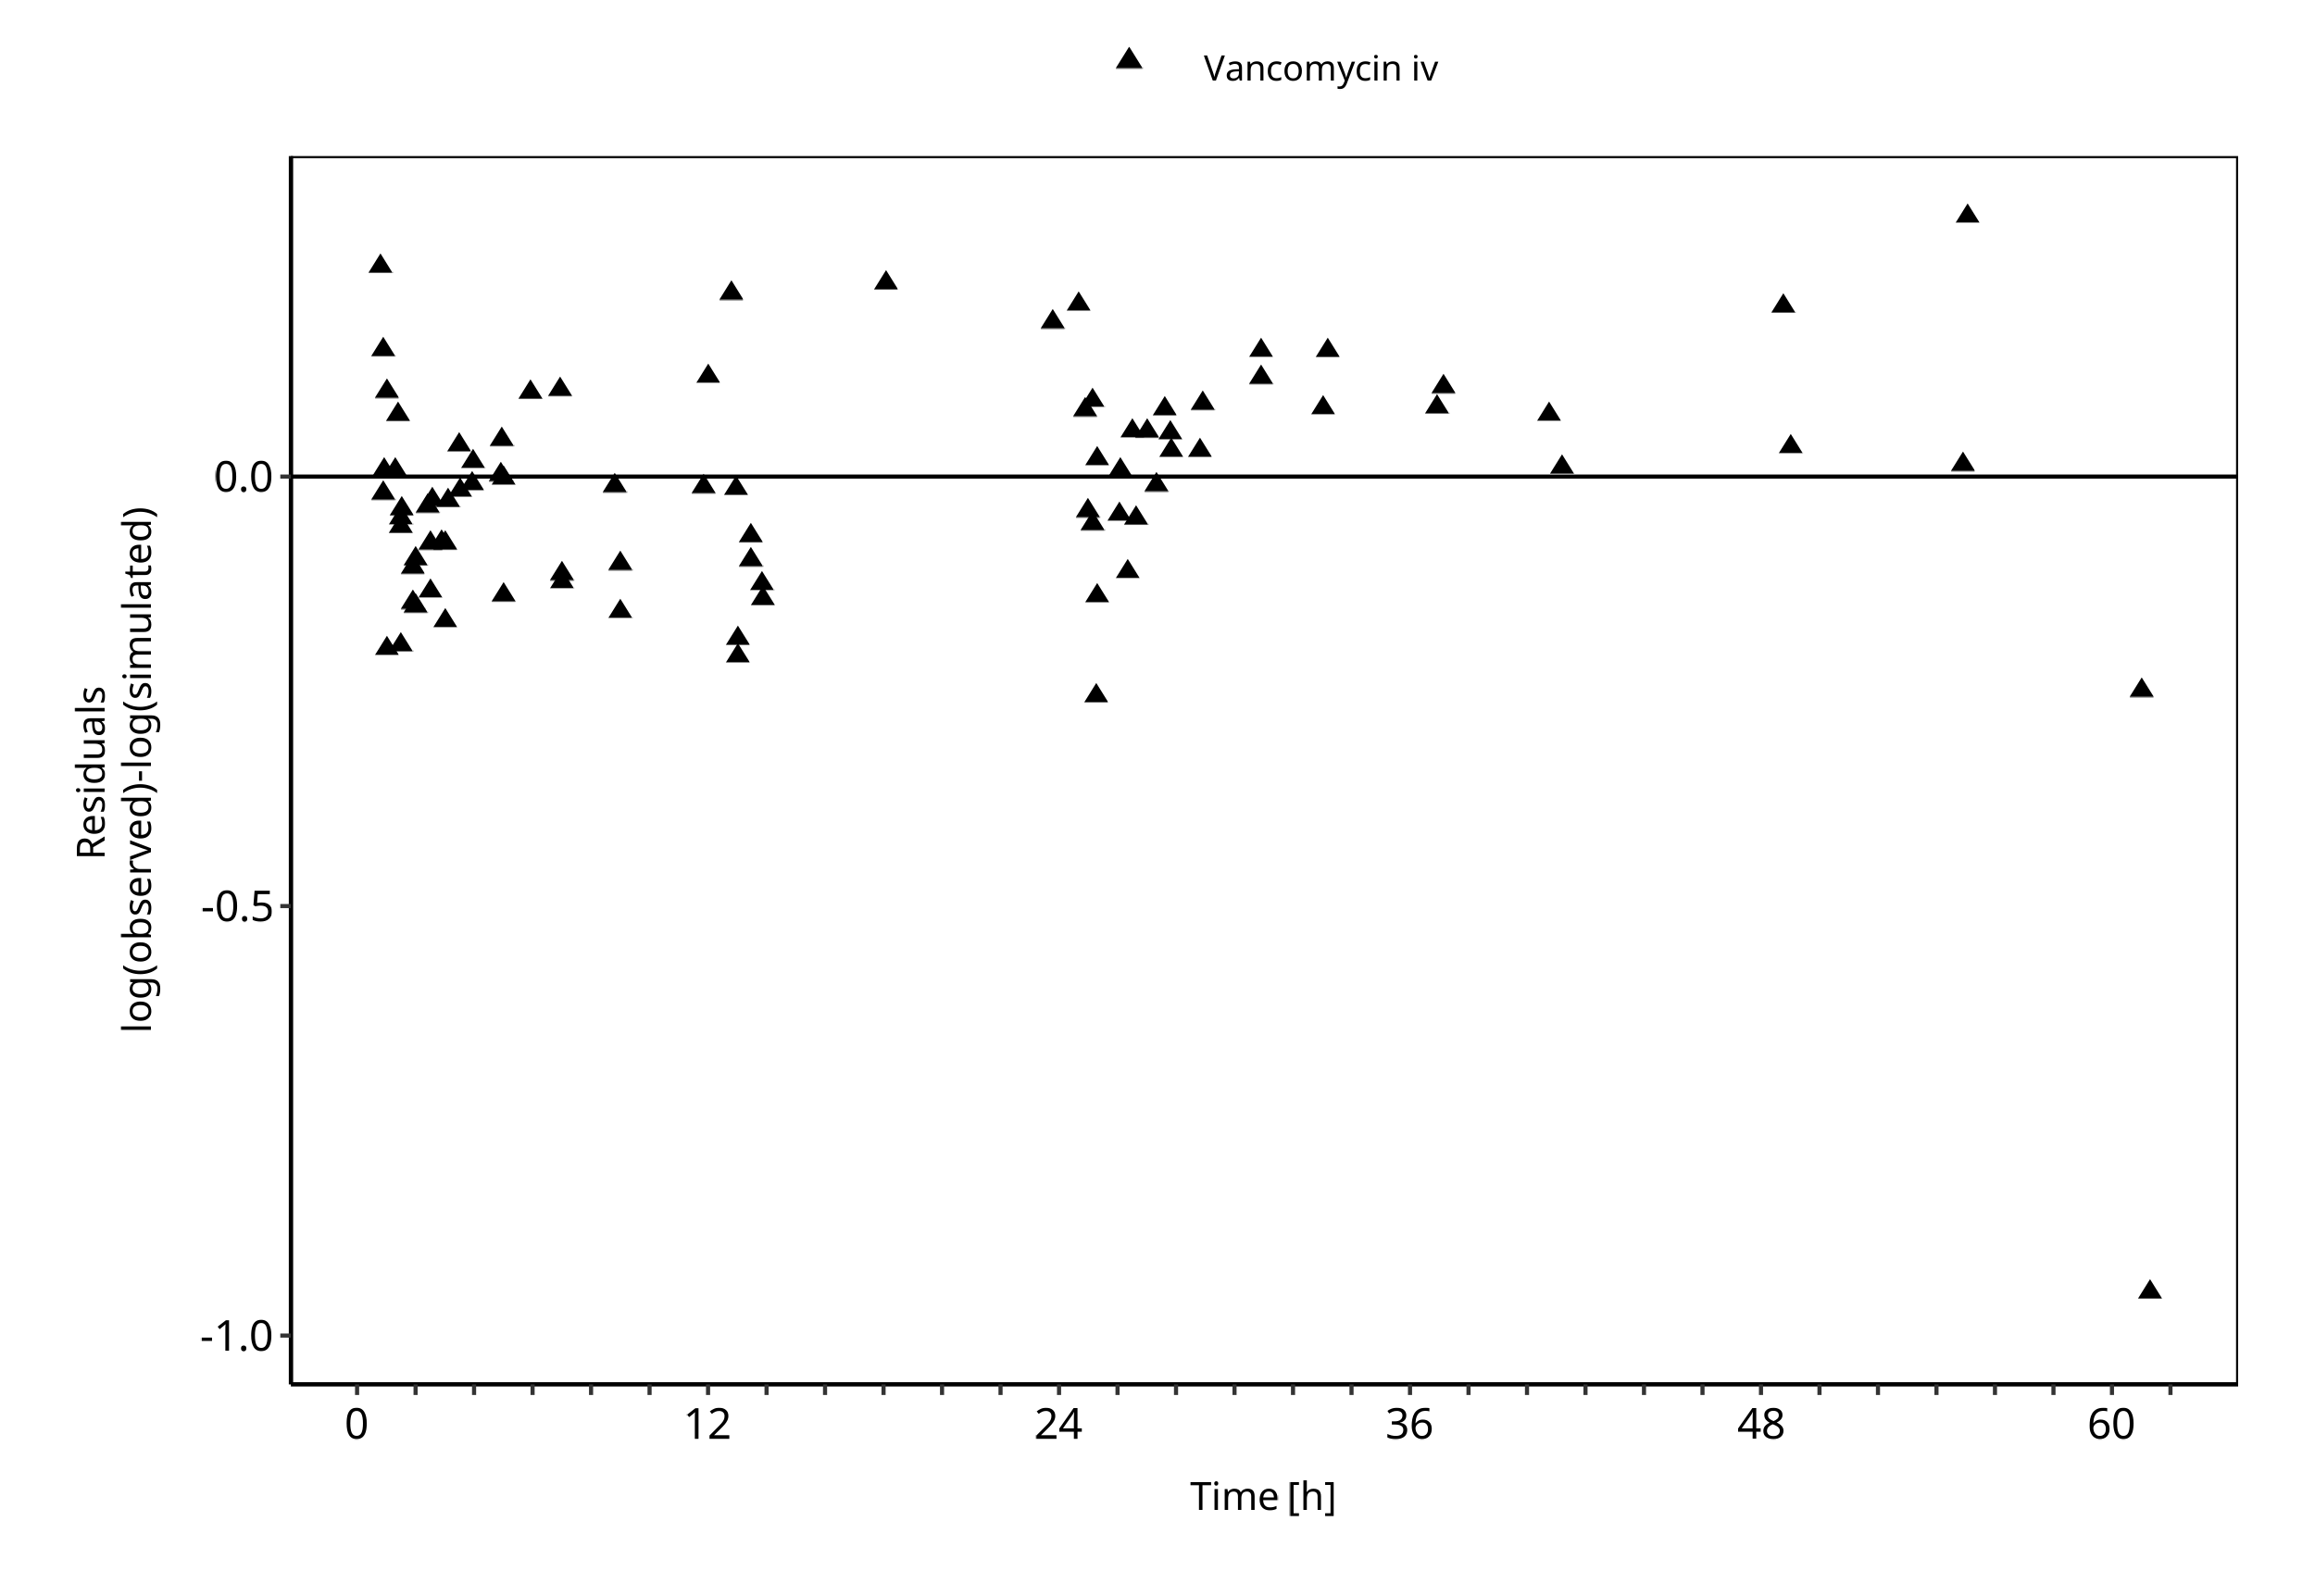 Vancomycin iv
Residuals
log(observed)-log(simulated)
0.0
-0.5
-1.0
0
12
24
36
48
60
Time [h]